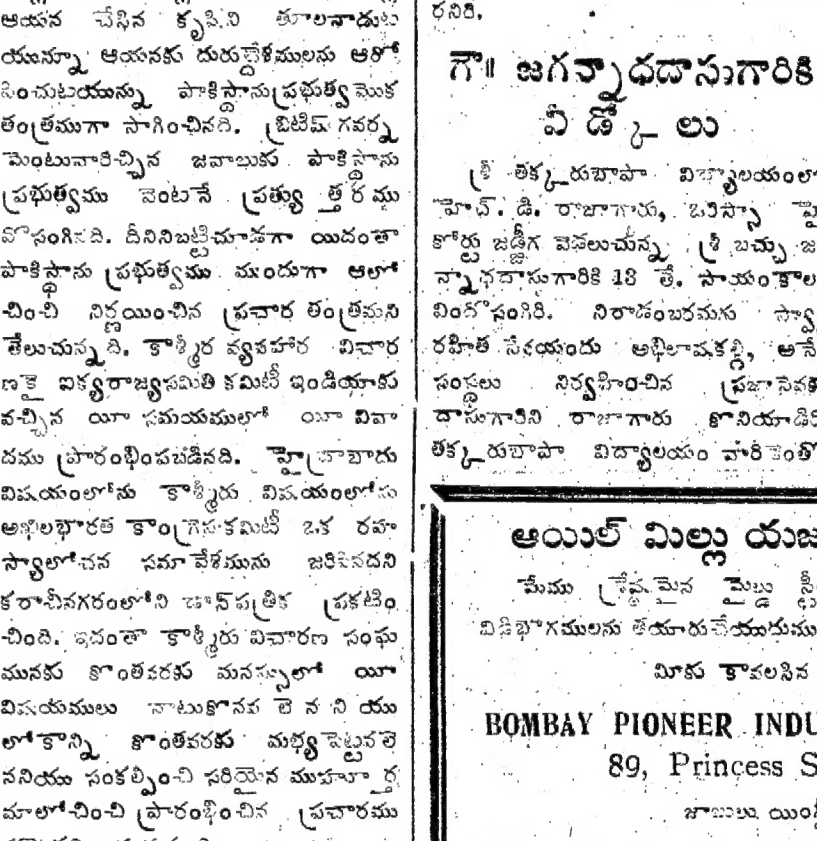 ఆయన చేసిన కృషిని తూలనాడుట
యున్నూ ఆయనకు దురుద్దేశములను ఆరో
పించుటయున్ను పాకిస్తాను ప్రభుత్వ మొక
తంత్రముగా సాగించినది. బ్రిటిష్ గవర్న
మెంటువారిచ్చిన జవాబుకు పాకిస్తాను
ప్రభుత్వము వెంటనే ప్రత్యుత్తరము
వొసంగినది. దీనినిబట్టిచూడగా యిదంతా
పాకిస్థాను ప్రభుత్వము ముందుగా ఆలో
చించి నిర్ణయించిన ప్రచార తంత్రమని
తేలుచున్నది. కాశ్మీర వ్యవహార విచార
ణకై ఐక్యరాజ్యసమితి కమిటీ ఇండియాకు
వచ్చిన యీ సమయములో యీ వివా
దము ప్రారంభింపబడినది. హైద్రాబాదు
విషయంలోను కాశ్మీరు విషయంలోను
అఖిలభారత కాంగ్రెసుకమిటీ ఒక రహ
స్యాలోచన సమావేశమును జరిపినదని
కరాచీనగరంలోని డాన్‌పత్రిక ప్రకటిం
చింది. ఇదంతా కాశ్మీరు విచారణ సంఘ
మునకు కొంతవరకు మనస్సులో యీ
విషయములు నాటుకొనవలెననియు
లోకాన్ని కొంతవరకు మభ్యపెట్టవలె
ననియు సంకల్పించి సరియైన ముహూర్త
మాలోచించి ప్రారంభించిన ప్రచారము
రనిరి.
గౌ॥ జగన్నాధదాసుగారికి
వీడ్కోలు
శ్రీ తక్కరుబాపా విద్యాలయంలో
హెచ్. డి. రాజాగారు, ఒరిస్సా హై
కోర్టు జడ్జీగ వెడలుచున్న శ్రీ బచ్చు జ
న్నాధదాసుగారికి 18 తే. సాయంకాల
విందొసంగిరి. నిరాడంబరమగు స్వా
రహిత సేవయందు అభిలాషకల్గి, అనే
సంస్థలు నిర్వహించిన ప్రజాసేవకు
దాసుగారిని రాజాగారు కొనియాడి
తక్కరుబాపా విద్యాలయం వారికెంతో
ఆయిల్ మిల్లు యజ
మేము శ్రేష్ఠమైన మైల్డు స్టీ
విడిభాగములను తయారుచేయుదుము
మీకు కావలసిన
BOMBAY PIONEER INDU
89, Princess S
జాబులు యింగ్